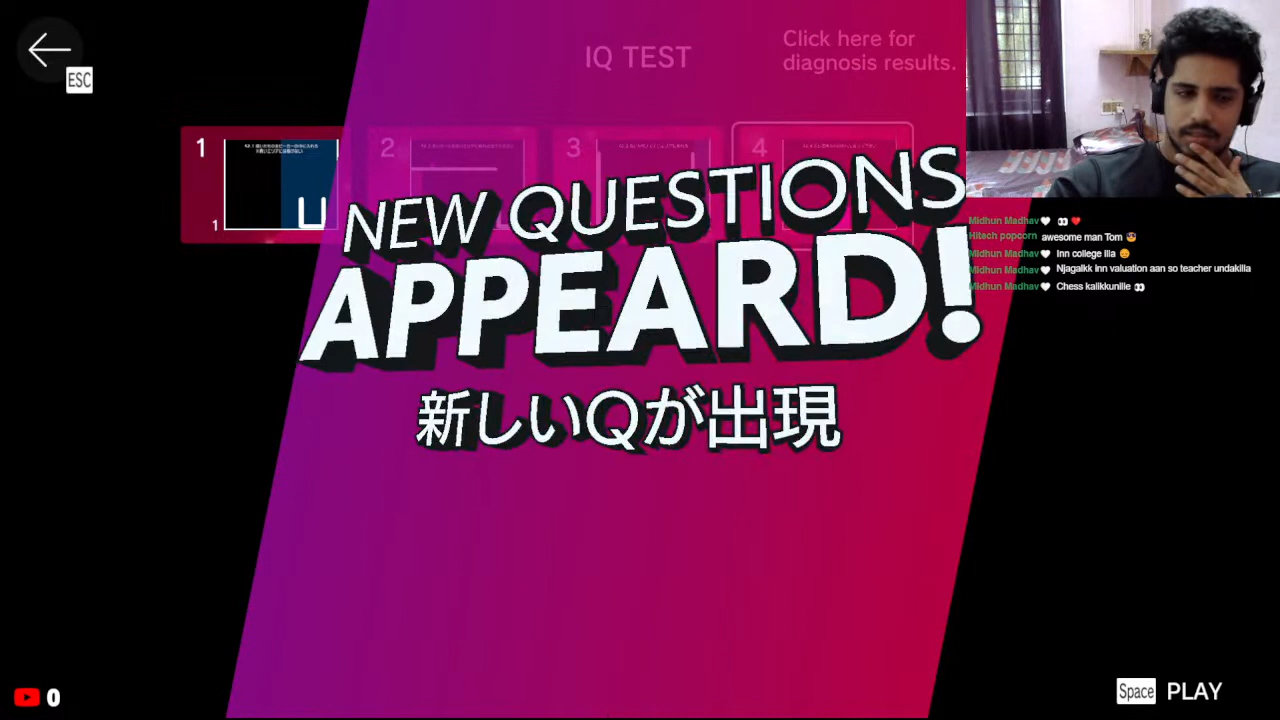 ESC
IQ TEST
Click here for
diagnosis results.
1
2
3
4
1
NEW QUESTIONS
APPEARD!
新しいQが出現
Midhun Madhav🤍 👀 ❤️
Hitech popcorn awesome man Tom
Midhun Madhav🤍 Inn college illa
Midhun Madhav🤍 Njagalkk inn valuation aan so teacher undakilla
Midhun Madhav🤍 Chess kalikkunille 👀
0
Space PLAY